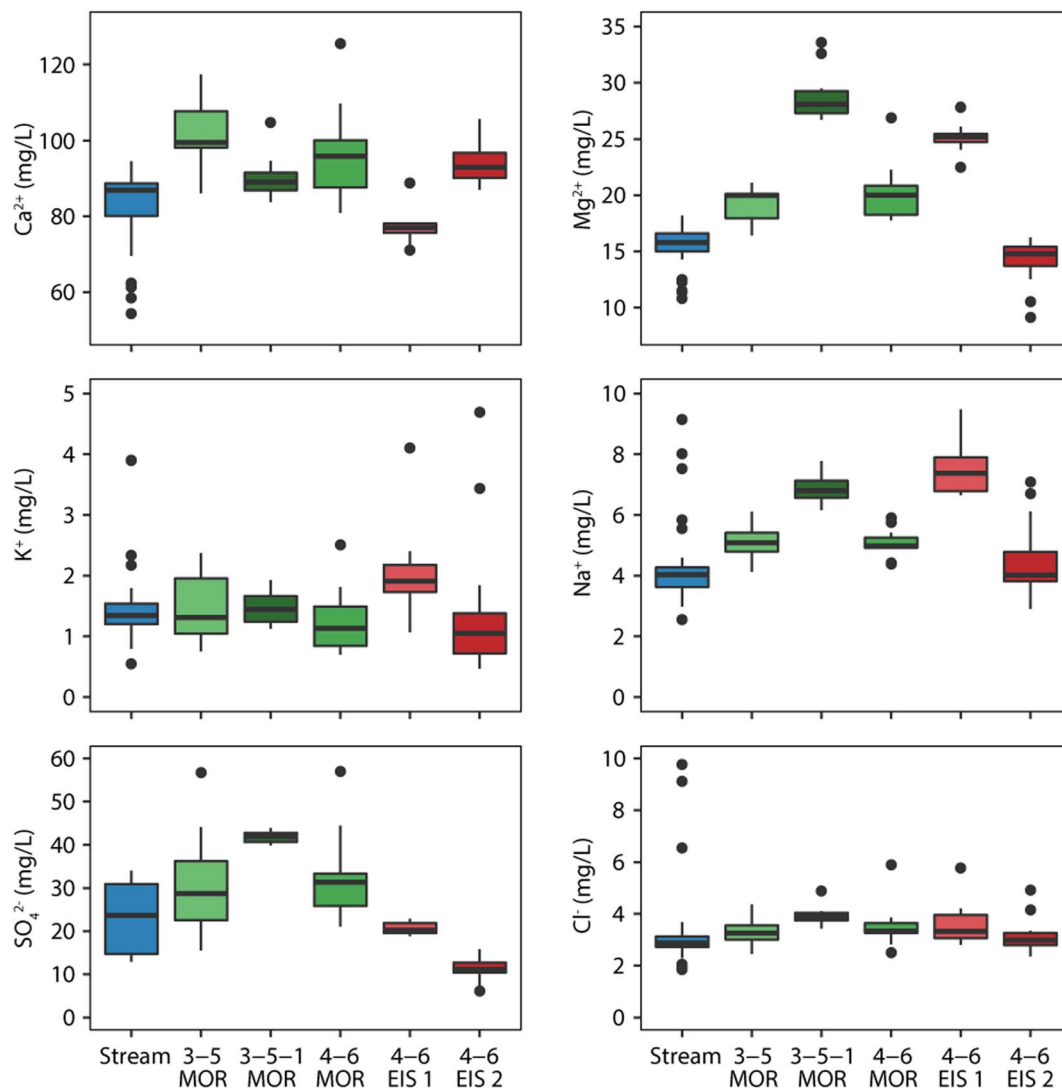 Ca²⁺ (mg/L)
120
100
80
60
Mg²⁺ (mg/L)
35
30
25
20
15
10
K⁺ (mg/L)
5
4
3
2
1
0
Na⁺ (mg/L)
10
8
6
4
2
0
SO₄²⁻ (mg/L)
60
50
40
30
20
10
0
Cl⁻ (mg/L)
10
8
6
4
2
0
Stream
3–5
MOR
3–5–1
MOR
4–6
MOR
4–6
EIS 1
4–6
EIS 2
Stream
3–5
MOR
3–5–1
MOR
4–6
MOR
4–6
EIS 1
4–6
EIS 2